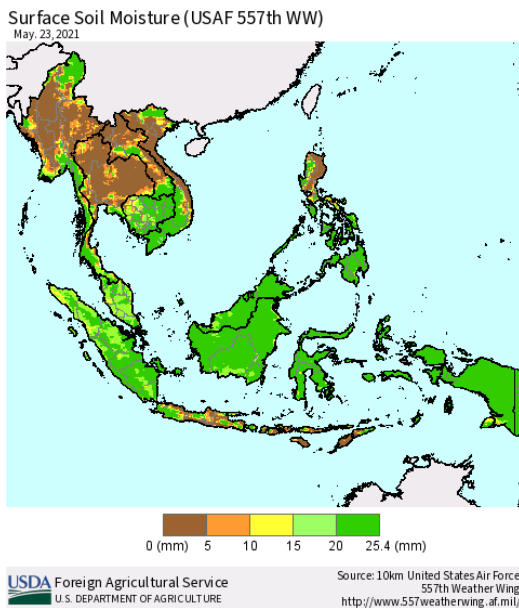 Surface Soil Moisture (USAF 557th WW)
May. 23, 2021
0 (mm) 5 10 15 20 25.4 (mm)
USDA Foreign Agricultural Service
U.S. DEPARTMENT OF AGRICULTURE
Source: 10km United States Air Force
557th Weather Wing
http://www.557weatherwing.af.mil/